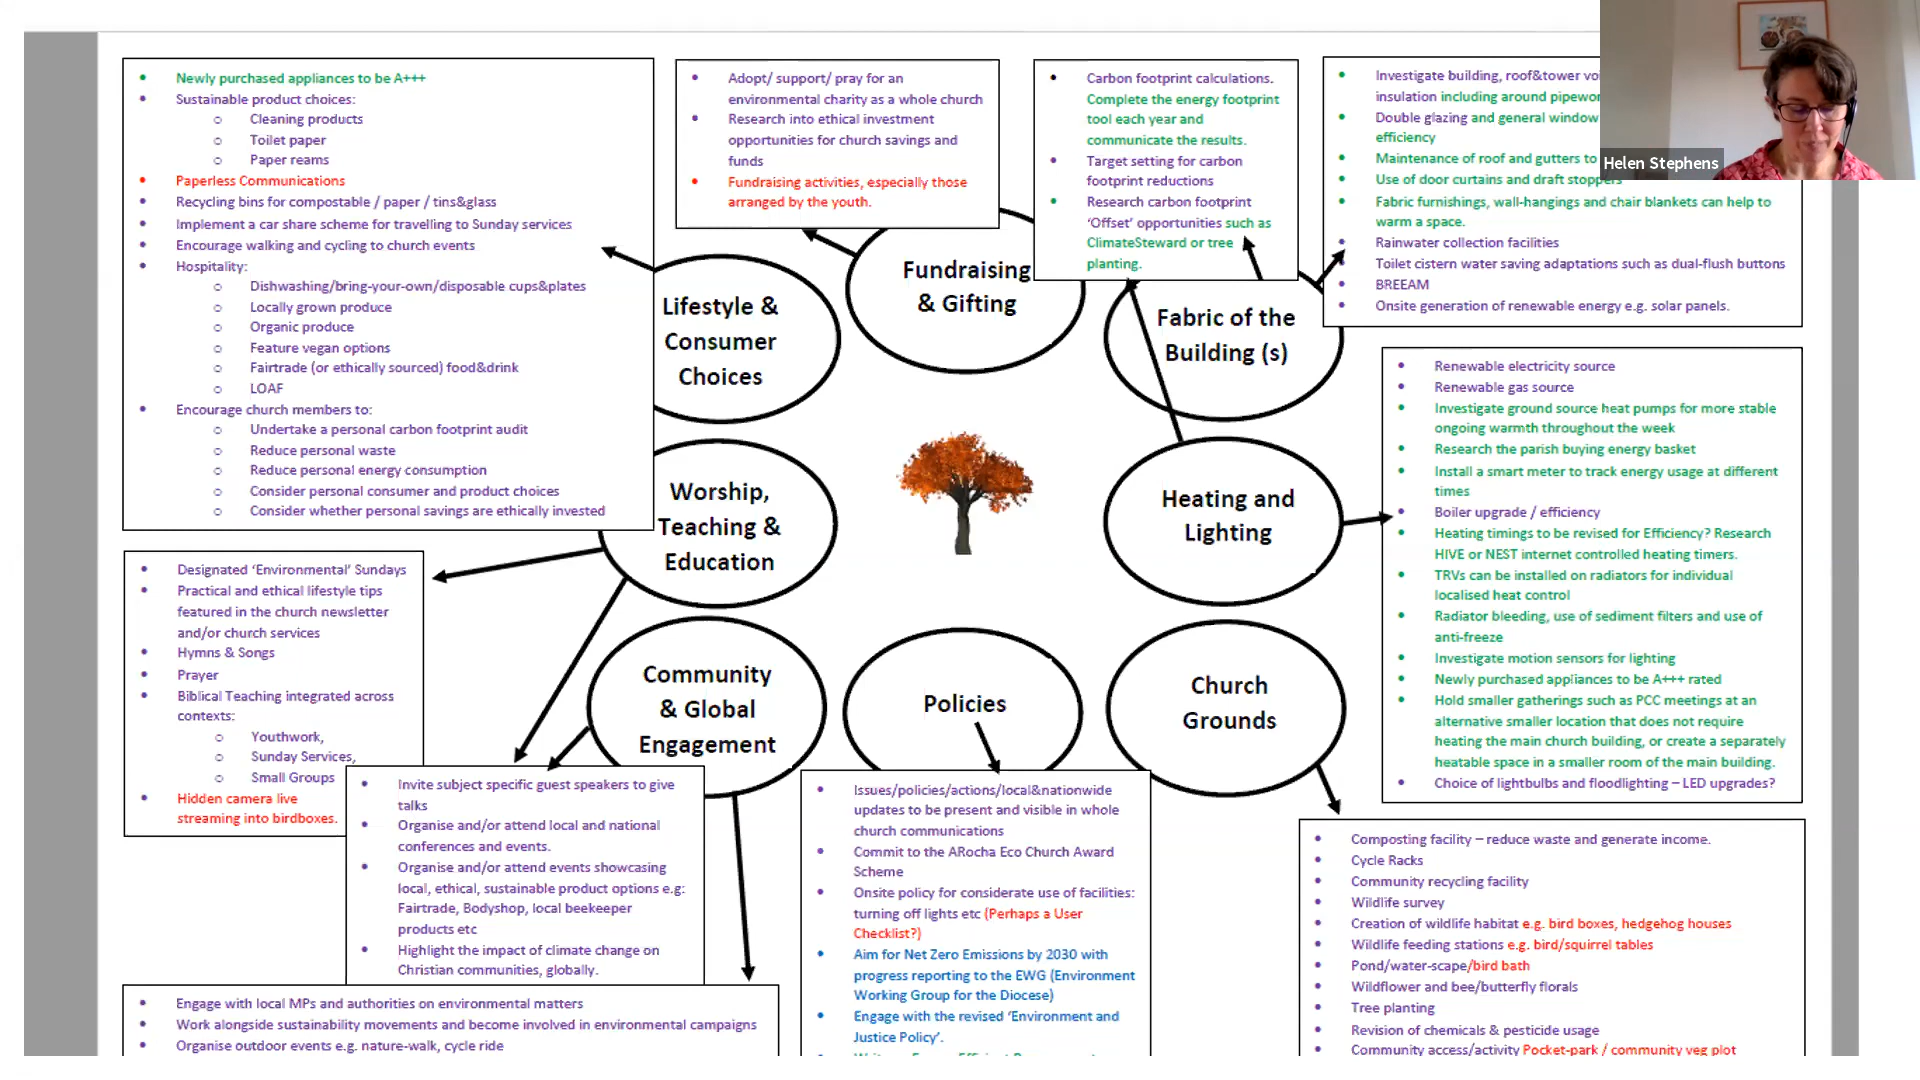 • Newly purchased appliances to be A+++
• Sustainable product choices:
o Cleaning products
o Toilet paper
o Paper reams
• Paperless Communications
• Recycling bins for compostable / paper / tins&glass
• Implement a car share scheme for travelling to Sunday services
• Encourage walking and cycling to church events
• Hospitality:
o Dishwashing/bring-your-own/disposable cups&plates
o Locally grown produce
o Organic produce
o Feature vegan options
o Fairtrade (or ethically sourced) food&drink
o LOAF
• Encourage church members to:
o Undertake a personal carbon footprint audit
o Reduce personal waste
o Reduce personal energy consumption
o Consider personal consumer and product choices
o Consider whether personal savings are ethically invested
• Adopt/ support/ pray for an
environmental charity as a whole church
• Research into ethical investment
opportunities for church savings and
funds
• Fundraising activities, especially those
arranged by the youth.
• Carbon footprint calculations.
Complete the energy footprint
tool each year and
communicate the results.
• Target setting for carbon
footprint reductions
• Research carbon footprint
‘Offset’ opportunities such as
ClimateSteward or tree
planting.
• Investigate building, roof&tower
insulation including around
• Double glazing and general window
efficiency
• Maintenance of roof and gutters to
• Use of door curtains and draft stoppers
• Fabric furnishings, wall-hangings and chair blankets can help to
warm a space.
• Rainwater collection facilities
• Toilet cistern water saving adaptations such as dual-flush buttons
• BREEAM
• Onsite generation of renewable energy e.g. solar panels.
Helen Stephens
Lifestyle &
Consumer
Choices
Fundraising
& Gifting
Fabric of the
Building (s)
Worship,
Teaching &
Education
Heating and
Lighting
Community
& Global
Engagement
Policies
Church
Grounds
• Renewable electricity source
• Renewable gas source
• Investigate ground source heat pumps for more stable
ongoing warmth throughout the week
• Research the parish buying energy basket
• Install a smart meter to track energy usage at different
times
• Boiler upgrade / efficiency
• Heating timings to be revised for Efficiency? Research
HIVE or NEST internet controlled heating timers.
• TRVs can be installed on radiators for individual
localised heat control
• Radiator bleeding, use of sediment filters and use of
anti-freeze
• Investigate motion sensors for lighting
• Newly purchased appliances to be A+++ rated
• Hold smaller gatherings such as PCC meetings at an
alternative smaller location that does not require
heating the main church building, or create a separately
heatable space in a smaller room of the main building.
• Choice of lightbulbs and floodlighting – LED upgrades?
• Designated ‘Environmental’ Sundays
• Practical and ethical lifestyle tips
featured in the church newsletter
and/or church services
• Hymns & Songs
• Prayer
• Biblical Teaching integrated across
contexts:
o Youthwork,
o Sunday Services,
o Small Groups
• Hidden camera live
streaming into birdboxes.
• Invite subject specific guest speakers to give
talks
• Organise and/or attend local and national
conferences and events.
• Organise and/or attend events showcasing
local, ethical, sustainable product options e.g:
Fairtrade, Bodyshop, local beekeeper
products etc
• Highlight the impact of climate change on
Christian communities, globally.
• Engage with local MPs and authorities on environmental matters
• Work alongside sustainability movements and become involved in environmental campaigns
• Organise outdoor events e.g. nature-walk, cycle ride
• Issues/policies/actions/local&nationwide
updates to be present and visible in whole
church communications
• Commit to the ARocha Eco Church Award
Scheme
• Onsite policy for considerate use of facilities:
turning off lights etc (Perhaps a User
Checklist?)
• Aim for Net Zero Emissions by 2030 with
progress reporting to the EWG (Environment
Working Group for the Diocese)
• Engage with the revised ‘Environment and
Justice Policy’.
• Composting facility – reduce waste and generate income.
• Cycle Racks
• Community recycling facility
• Wildlife survey
• Creation of wildlife habitat e.g. bird boxes, hedgehog houses
• Wildlife feeding stations e.g. bird/squirrel tables
• Pond/water-scape/bird bath
• Wildflower and bee/butterfly florals
• Tree planting
• Revision of chemicals & pesticide usage
• Community access/activity Pocket-park / community veg plot